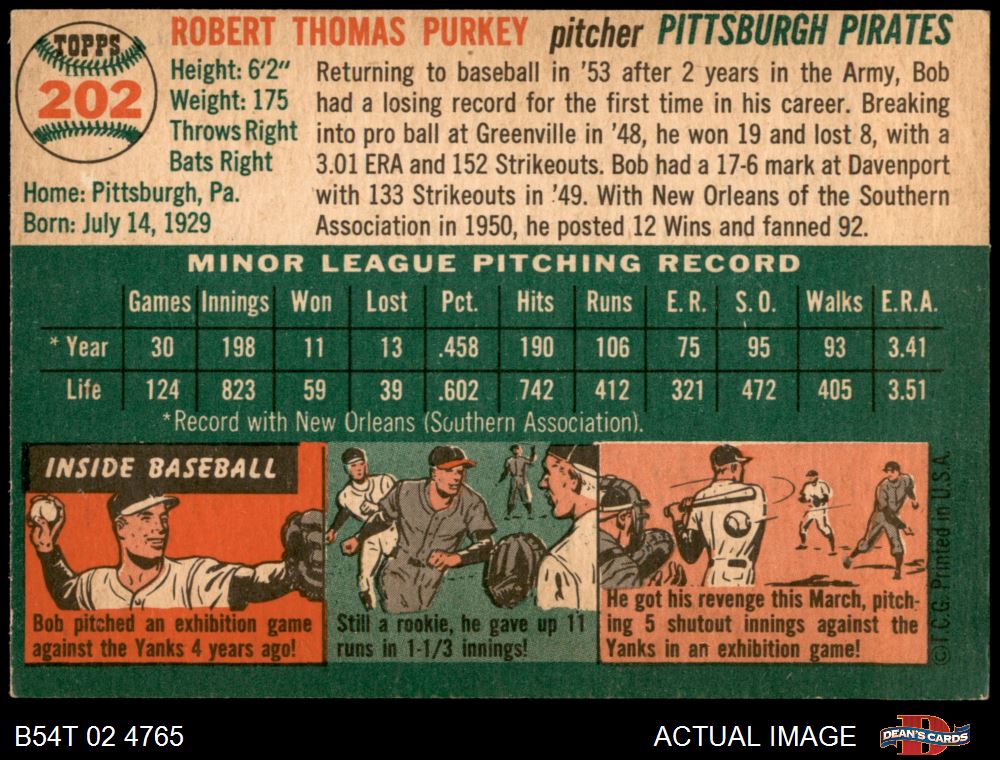 TOPPS
202
ROBERT THOMAS PURKEY pitcher PITTSBURGH PIRATES
Height: 6'2"
Weight: 175
Throws Right
Bats Right
Home: Pittsburgh, Pa.
Born: July 14, 1929
Returning to baseball in '53 after 2 years in the Army, Bob
had a losing record for the first time in his career. Breaking
into pro ball at Greenville in '48, he won 19 and lost 8, with a
3.01 ERA and 152 Strikeouts. Bob had a 17-6 mark at Davenport
with 133 Strikeouts in '49. With New Orleans of the Southern
Association in 1950, he posted 12 Wins and fanned 92.
MINOR LEAGUE PITCHING RECORD
Games Innings Won Lost Pct. Hits Runs E. R. S. O. Walks E.R.A.
* Year 30 198 11 13 .458 190 106 75 95 93 3.41
Life 124 823 59 39 .602 742 412 321 472 405 3.51
*Record with New Orleans (Southern Association).
INSIDE BASEBALL
Bob pitched an exhibition game
against the Yanks 4 years ago!
Still a rookie, he gave up 11
runs in 1-1/3 innings!
He got his revenge this March, pitch-
ing 5 shutout innings against the
Yanks in an exhibition game!
© T.C.G. Printed in U.S.A.
B54T 02 4765
ACTUAL IMAGE
D
DEAN'S CARDS